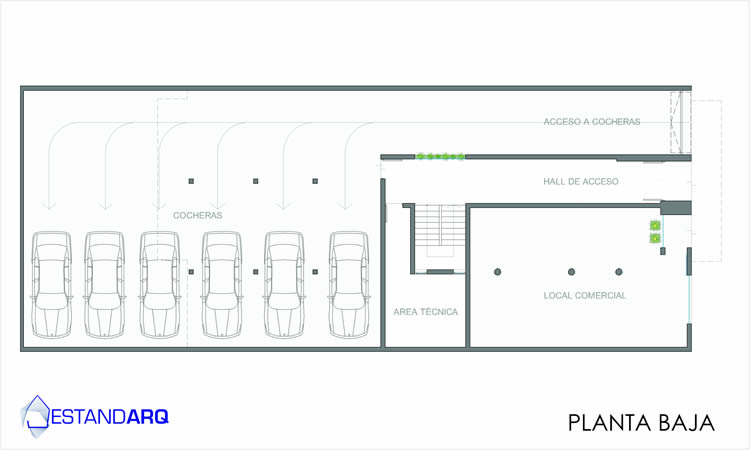 ACCESO A COCHERAS
HALL DE ACCESO
COCHERAS
LOCAL COMERCIAL
AREA TÉCNICA
ESTANDARQ
PLANTA BAJA